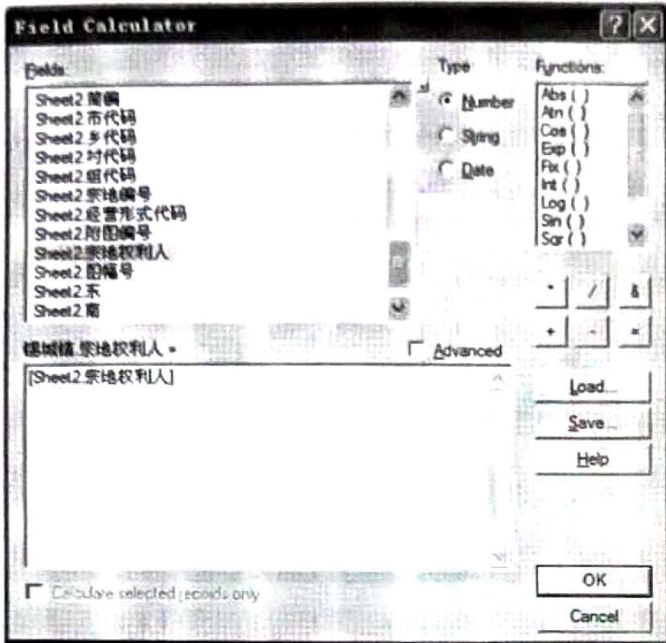 Field Calculator
Fields:
Type
Functions:
Sheet2.简编
Sheet2.市代码
Sheet2.乡代码
Sheet2.村代码
Sheet2.组代码
Sheet2.宗地编号
Sheet2.经营形式代码
Sheet2.附图编号
Sheet2.宗地权利人
Sheet2.图幅号
Sheet2.东
Sheet2.南
Number
String
Date
Abs ( )
Atn ( )
Cos ( )
Exp ( )
Fix ( )
Int ( )
Log ( )
Sin ( )
Sqr ( )
* / &
+ - =
锦城镇.宗地权利人 =
Advanced
[Sheet2.宗地权利人]
Load...
Save...
Help
Calculate selected records only
OK
Cancel